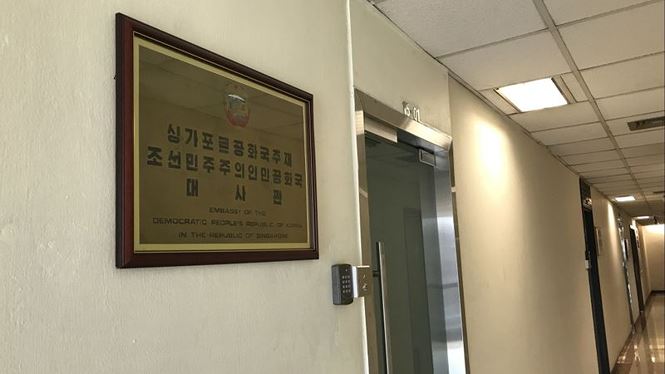 싱가포르공화국주재
조선민주주의인민공화국
대 사 관
EMBASSY OF THE
DEMOCRATIC PEOPLE'S REPUBLIC OF KOREA
IN THE REPUBLIC OF SINGAPORE